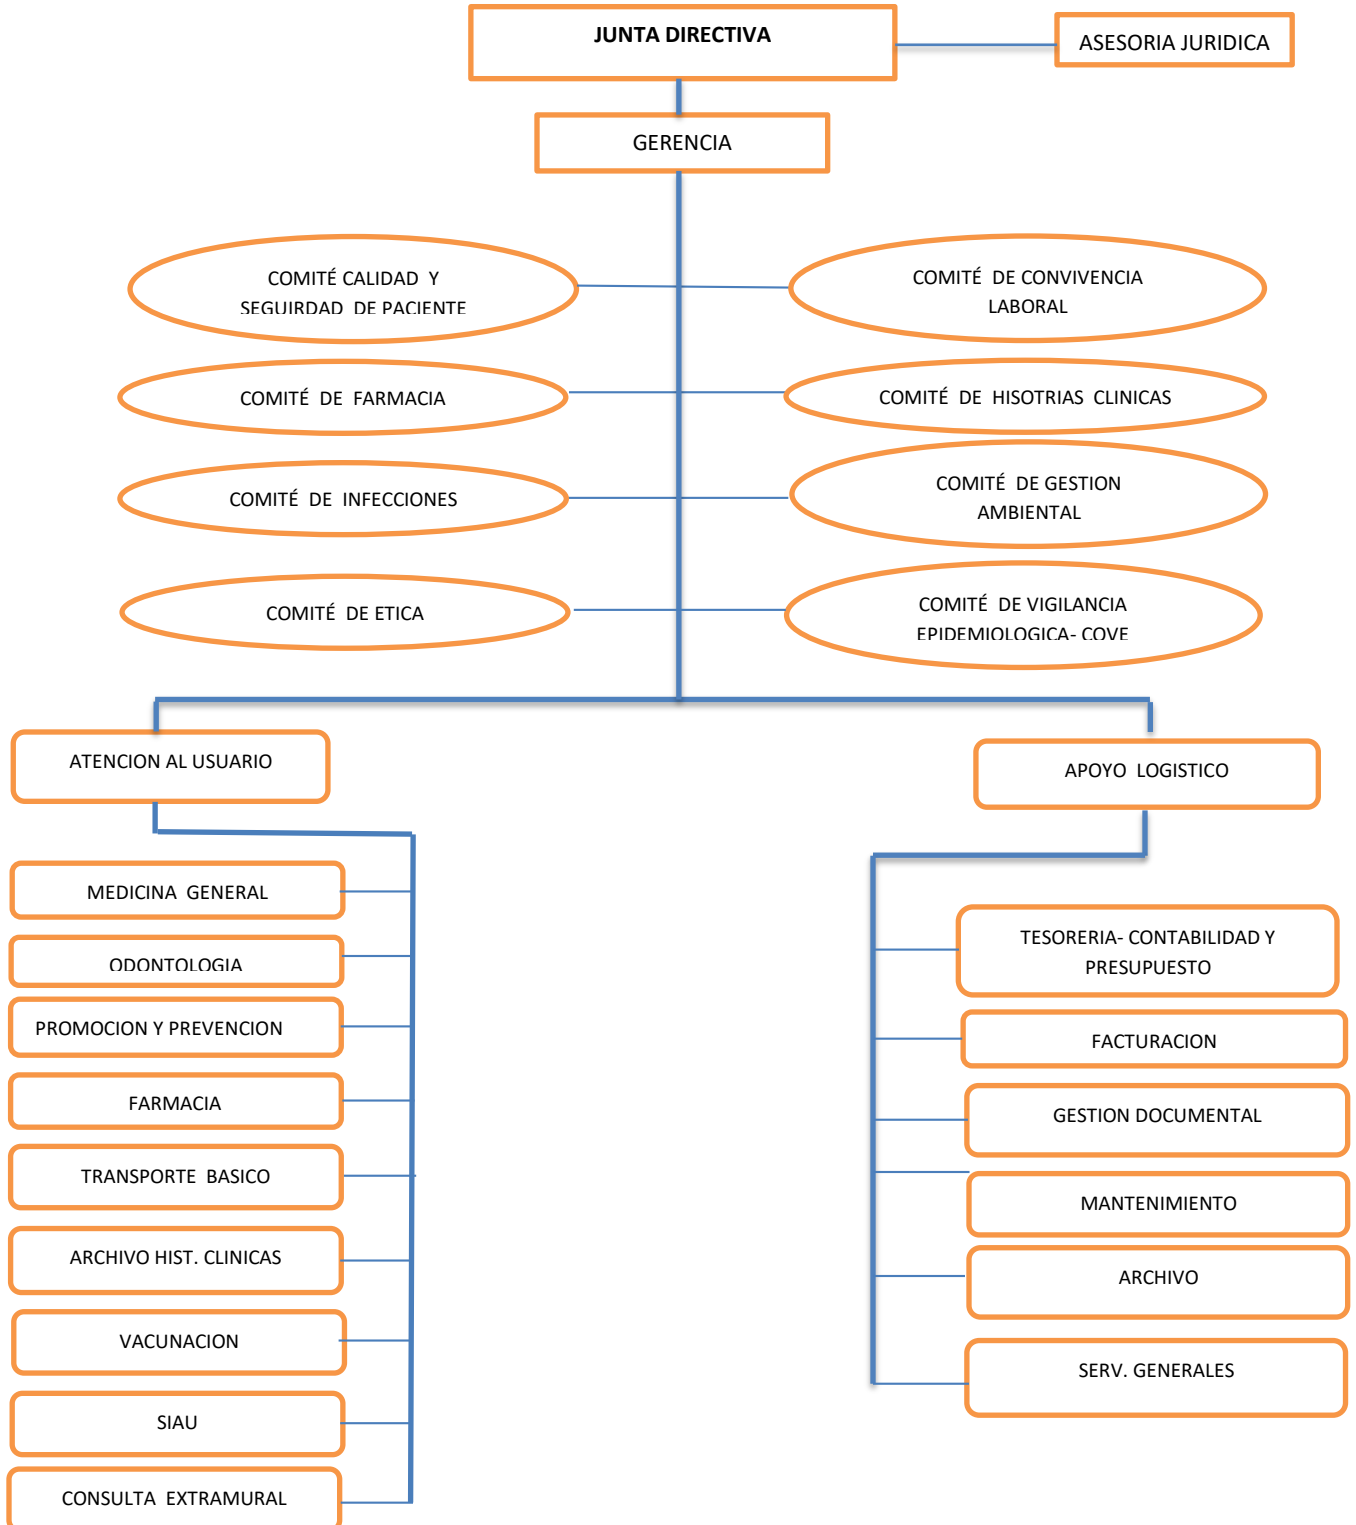 JUNTA DIRECTIVA
ASESORIA JURIDICA
GERENCIA
COMITÉ CALIDAD Y
SEGUIRDAD DE PACIENTE
COMITÉ DE CONVIVENCIA
LABORAL
COMITÉ DE FARMACIA
COMITÉ DE HISOTRIAS CLINICAS
COMITÉ DE INFECCIONES
COMITÉ DE GESTION
AMBIENTAL
COMITÉ DE ETICA
COMITÉ DE VIGILANCIA
EPIDEMIOLOGICA- COVE
ATENCION AL USUARIO
APOYO LOGISTICO
MEDICINA GENERAL
ODONTOLOGIA
PROMOCION Y PREVENCION
FARMACIA
TRANSPORTE BASICO
ARCHIVO HIST. CLINICAS
VACUNACION
SIAU
CONSULTA EXTRAMURAL
TESORERIA- CONTABILIDAD Y
PRESUPUESTO
FACTURACION
GESTION DOCUMENTAL
MANTENIMIENTO
ARCHIVO
SERV. GENERALES